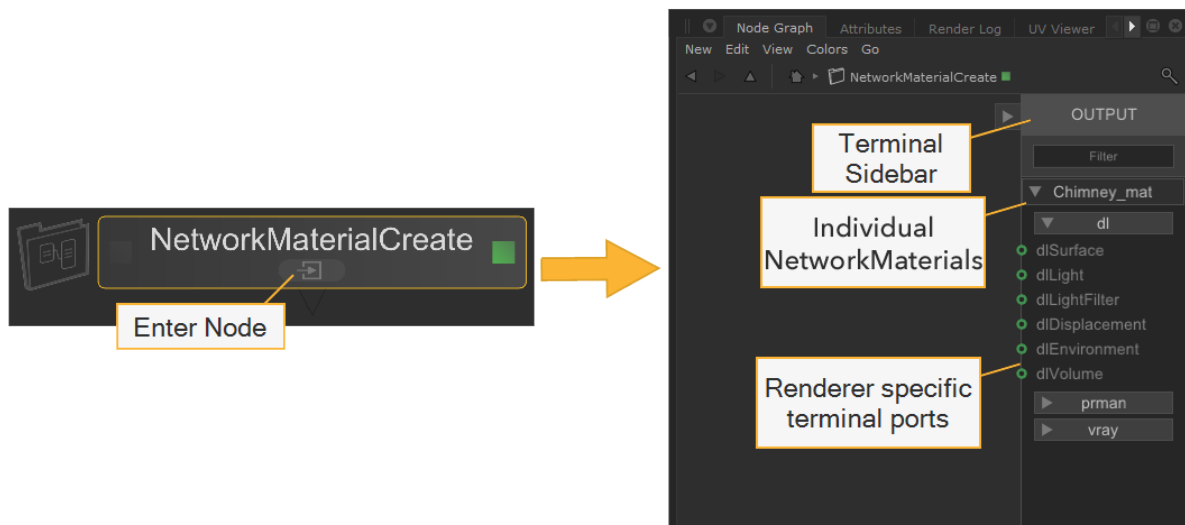 NetworkMaterialCreate
Enter Node
Node Graph Attributes Render Log UV Viewer
New Edit View Colors Go
NetworkMaterialCreate
OUTPUT
Terminal
Sidebar
Filter
Chimney_mat
Individual
NetworkMaterials
dl
dlSurface
dlLight
dlLightFilter
dlDisplacement
dlEnvironment
dlVolume
Renderer specific
terminal ports
prman
vray